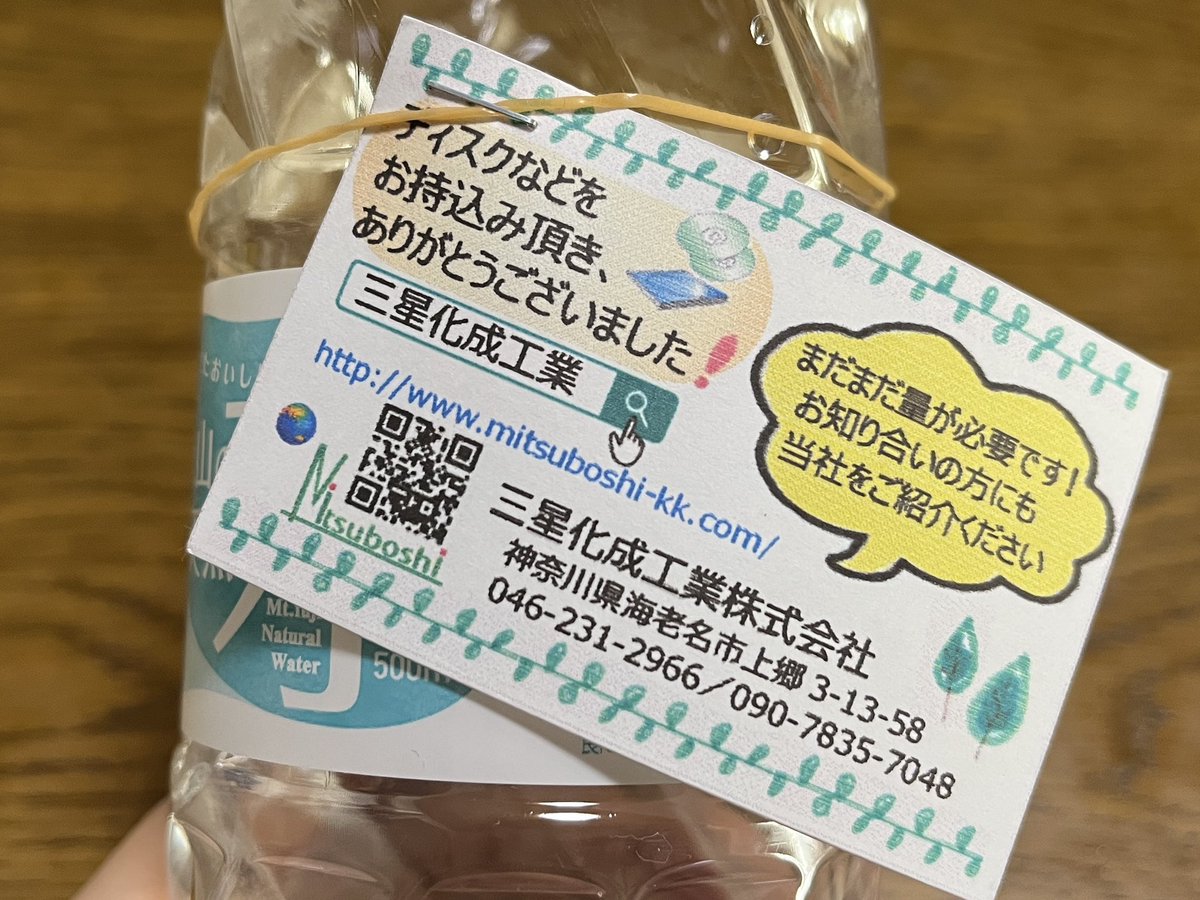 ディスクなどを
お持込み頂き、
ありがとうございました!
三星化成工業
http://www.mitsuboshi-kk.com/
Mitsuboshi
まだまだ量が必要です!
お知り合いの方にも
当社をご紹介ください
三星化成工業株式会社
神奈川県海老名市上郷 3-13-58
046-231-2966/090-7835-7048
おいし
山
Natural
Water